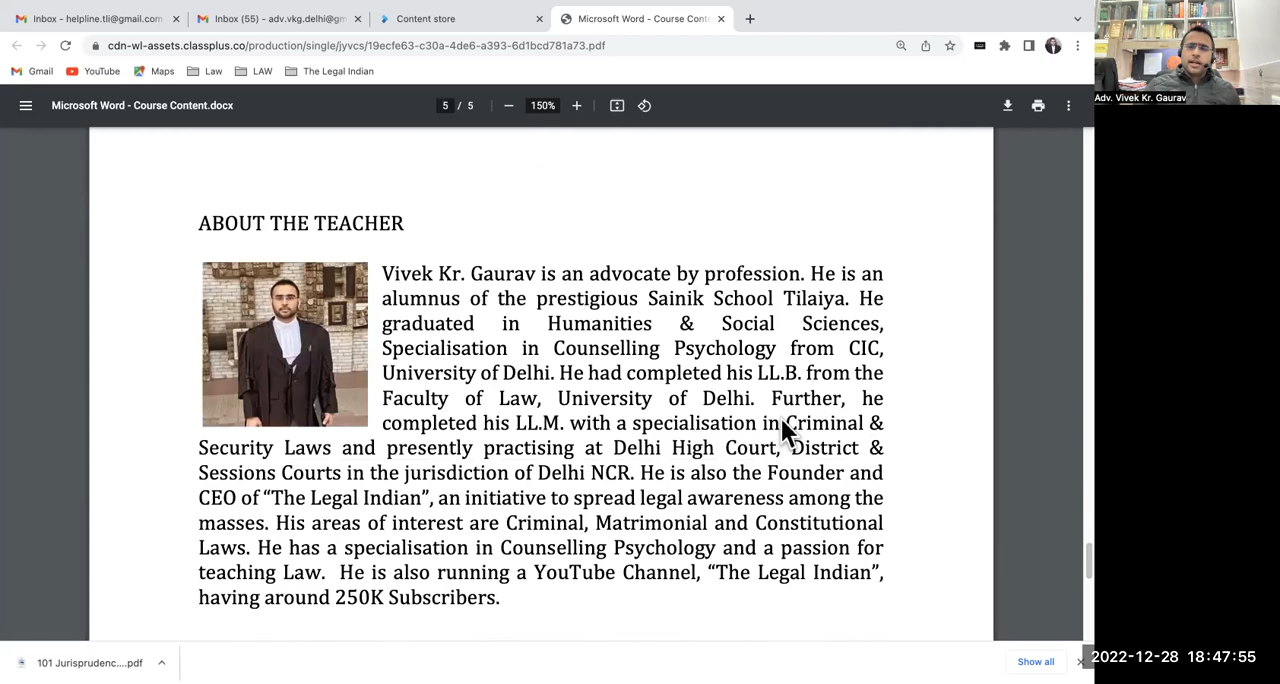 Inbox - helpline.tli@gmail.com
Inbox (55) - adv.vkg.delhi@gm
Content store
Microsoft Word - Course Conte
cdn-wl-assets.classplus.co/production/single/jyvcs/19ecfe63-c30a-4de6-a393-6d1bcd781a73.pdf
Gmail
YouTube
Maps
Law
LAW
The Legal Indian
Adv. Vivek Kr. Gaurav
Microsoft Word - Course Content.docx
5 / 5
150%
ABOUT THE TEACHER
Vivek Kr. Gaurav is an advocate by profession. He is an
alumnus of the prestigious Sainik School Tilaiya. He
graduated in Humanities & Social Sciences,
Specialisation in Counselling Psychology from CIC,
University of Delhi. He had completed his LL.B. from the
Faculty of Law, University of Delhi. Further, he
completed his LL.M. with a specialisation in Criminal &
Security Laws and presently practising at Delhi High Court, District &
Sessions Courts in the jurisdiction of Delhi NCR. He is also the Founder and
CEO of “The Legal Indian”, an initiative to spread legal awareness among the
masses. His areas of interest are Criminal, Matrimonial and Constitutional
Laws. He has a specialisation in Counselling Psychology and a passion for
teaching Law. He is also running a YouTube Channel, “The Legal Indian”,
having around 250K Subscribers.
101 Jurisprudenc....pdf
Show all
2022-12-28 18:47:55